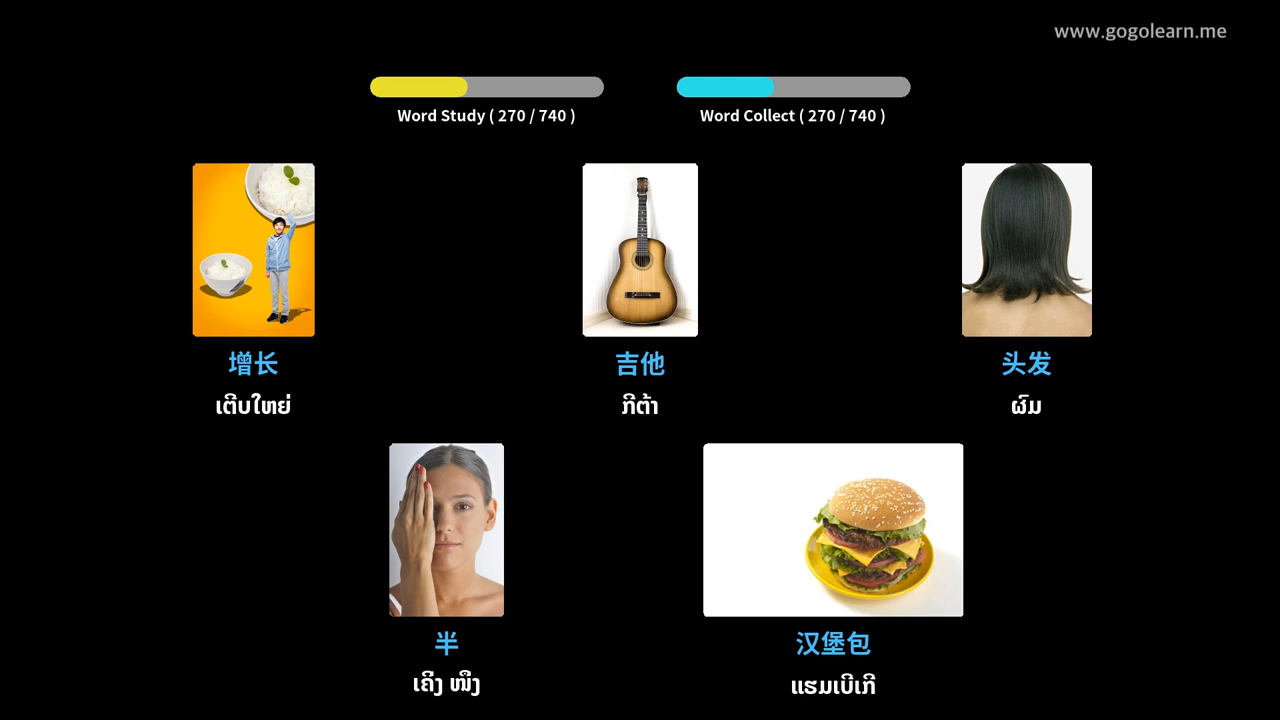 www.gogolearn.me
Word Study ( 270 / 740 )
Word Collect ( 270 / 740 )
增长
ເຕີບໃຫຍ່
吉他
ກີຕ້າ
头发
ຜົມ
半
ເຄິ່ງ ໜຶ່ງ
汉堡包
ແຮມເບີເກີ